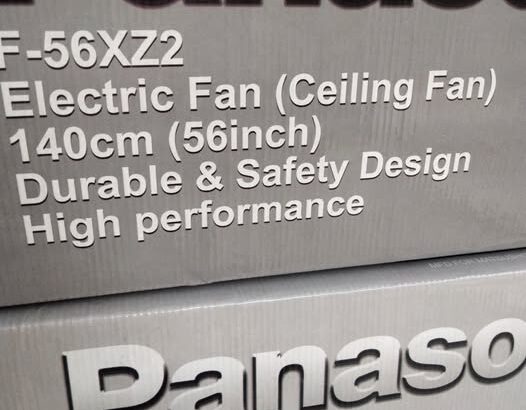 F-56XZ2
Electric Fan (Ceiling Fan)
140cm (56inch)
Durable & Safety Design
High performance
Panaso